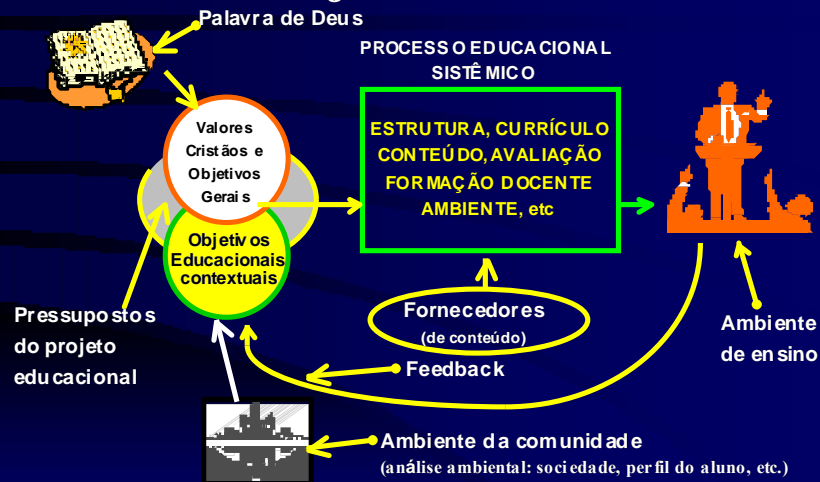 Palavra de Deus
PROCESSO EDUCACIONAL
SISTÊMICO
Valores
Cristãos e
Objetivos
Gerais
ESTRUTURA, CURRÍCULO
CONTEÚDO, AVALIAÇÃO
FORMAÇÃO DOCENTE
AMBIENTE, etc
Objetivos
Educacionais
contextuais
Pressupostos
do projeto
educacional
Fornecedores
(de conteúdo)
Ambiente
de ensino
Feedback
Ambiente da comunidade
(análise ambiental: sociedade, perfil do aluno, etc.)